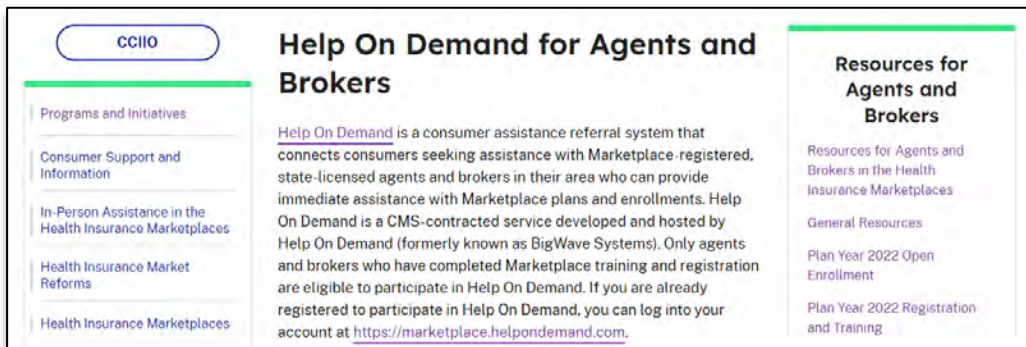 CCIIO
Programs and Initiatives
Consumer Support and
Information
In-Person Assistance in the
Health Insurance Marketplaces
Health Insurance Market
Reforms
Health Insurance Marketplaces
Help On Demand for Agents and
Brokers
Help On Demand is a consumer assistance referral system that
connects consumers seeking assistance with Marketplace-registered,
state-licensed agents and brokers in their area who can provide
immediate assistance with Marketplace plans and enrollments. Help
On Demand is a CMS-contracted service developed and hosted by
Help On Demand (formerly known as BigWave Systems). Only agents
and brokers who have completed Marketplace training and registration
are eligible to participate in Help On Demand. If you are already
registered to participate in Help On Demand, you can log into your
account at https://marketplace.helpondemand.com.
Resources for
Agents and
Brokers
Resources for Agents and
Brokers in the Health
Insurance Marketplaces
General Resources
Plan Year 2022 Open
Enrollment
Plan Year 2022 Registration
and Training